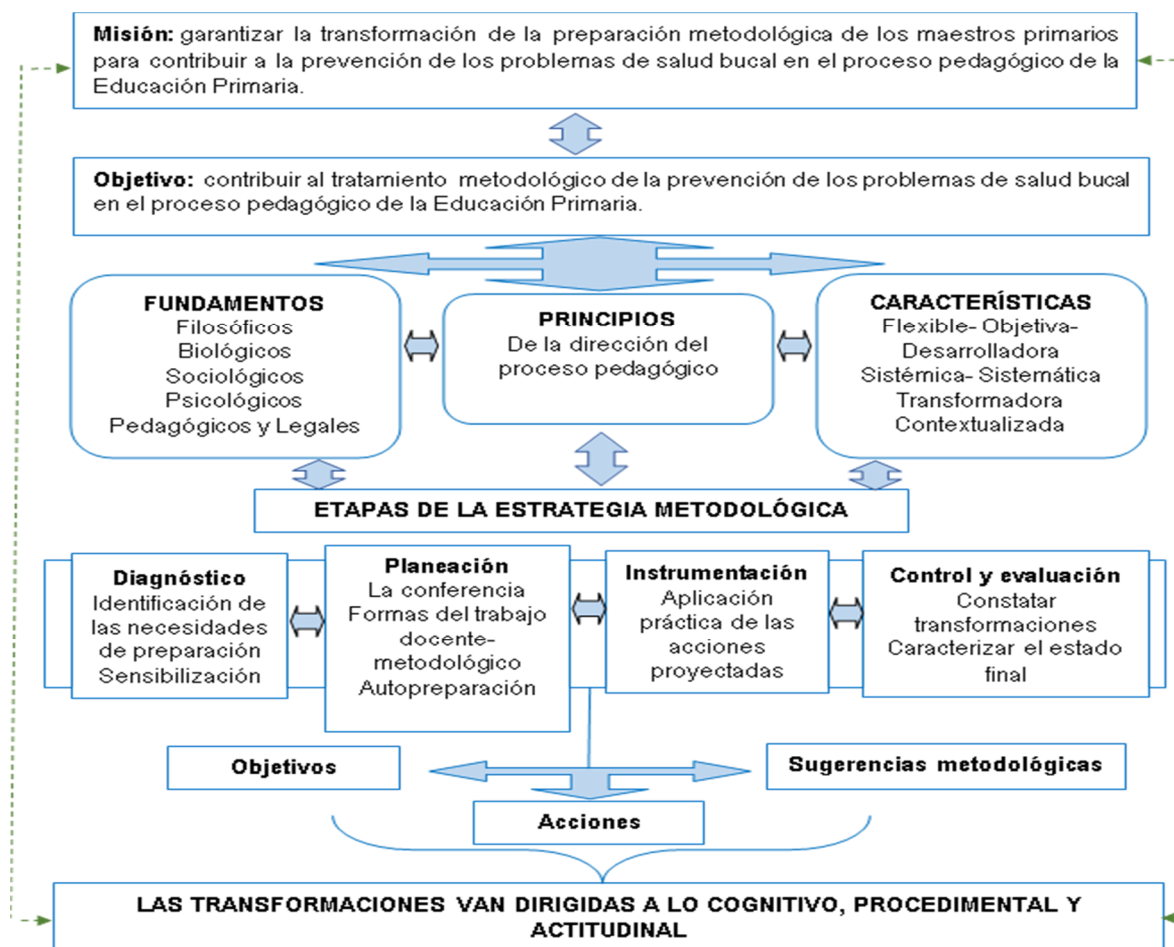 Misión: garantizar la transformación de la preparación metodológica de los maestros primarios
para contribuir a la prevención de los problemas de salud bucal en el proceso pedagógico de la
Educación Primaria.
Objetivo: contribuir al tratamiento metodológico de la prevención de los problemas de salud bucal
en el proceso pedagógico de la Educación Primaria.
FUNDAMENTOS
Filosóficos
Biológicos
Sociológicos
Psicológicos
Pedagógicos y Legales
PRINCIPIOS
De la dirección del
proceso pedagógico
CARACTERÍSTICAS
Flexible- Objetiva-
Desarrolladora
Sistémica- Sistemática
Transformadora
Contextualizada
ETAPAS DE LA ESTRATEGIA METODOLÓGICA
Diagnóstico
Identificación de
las necesidades
de preparación
Sensibilización
Planeación
La conferencia
Formas del trabajo
docente-
metodológico
Autopreparación
Instrumentación
Aplicación
práctica de las
acciones
proyectadas
Control y evaluación
Constatar
transformaciones
Caracterizar el estado
final
Objetivos
Sugerencias metodológicas
Acciones
LAS TRANSFORMACIONES VAN DIRIGIDAS A LO COGNITIVO, PROCEDIMENTAL Y
ACTITUDINAL